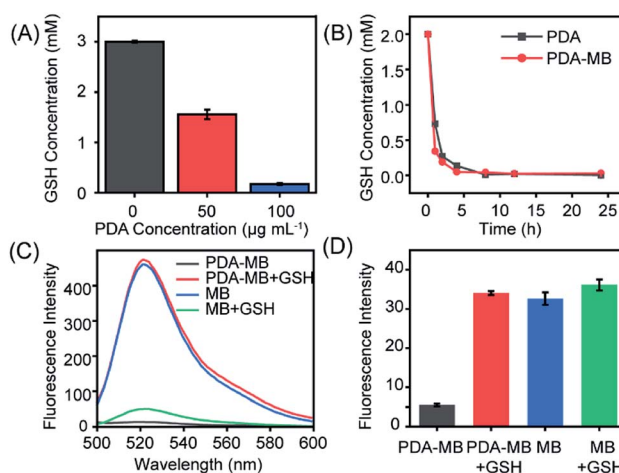 (A)
GSH Concentration (mM)
3
2
1
0
0 50 100
PDA Concentration (μg mL⁻¹)
(B)
GSH Concentration (mM)
2.0
1.5
1.0
0.5
0.0
PDA
PDA-MB
0 5 10 15 20 25
Time (h)
(C)
Fluorescence Intensity
400
300
200
100
0
PDA-MB
PDA-MB+GSH
MB
MB+GSH
500 520 540 560 580 600
Wavelength (nm)
(D)
Fluorescence Intensity
40
30
20
10
0
PDA-MB PDA-MB MB MB
+GSH +GSH